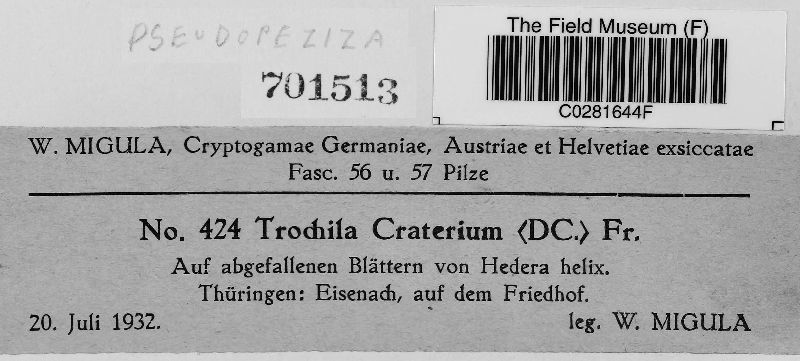 PSEUDOPEZIZA
701513
The Field Museum (F)
C0281644F
W. MIGULA, Cryptogamae Germaniae, Austriae et Helvetiae exsiccatae
Fasc. 56 u. 57 Pilze
No. 424 Trochila Craterium ⟨DC.⟩ Fr.
Auf abgefallenen Blättern von Hedera helix.
Thüringen: Eisenach, auf dem Friedhof.
20. Juli 1932. leg. W. MIGULA